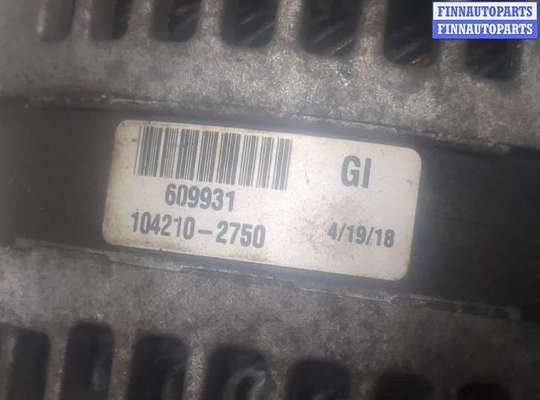 FINNAUTOPARTS
FINNAUTOPARTS
GI
609931
104210-2750
4/19/18